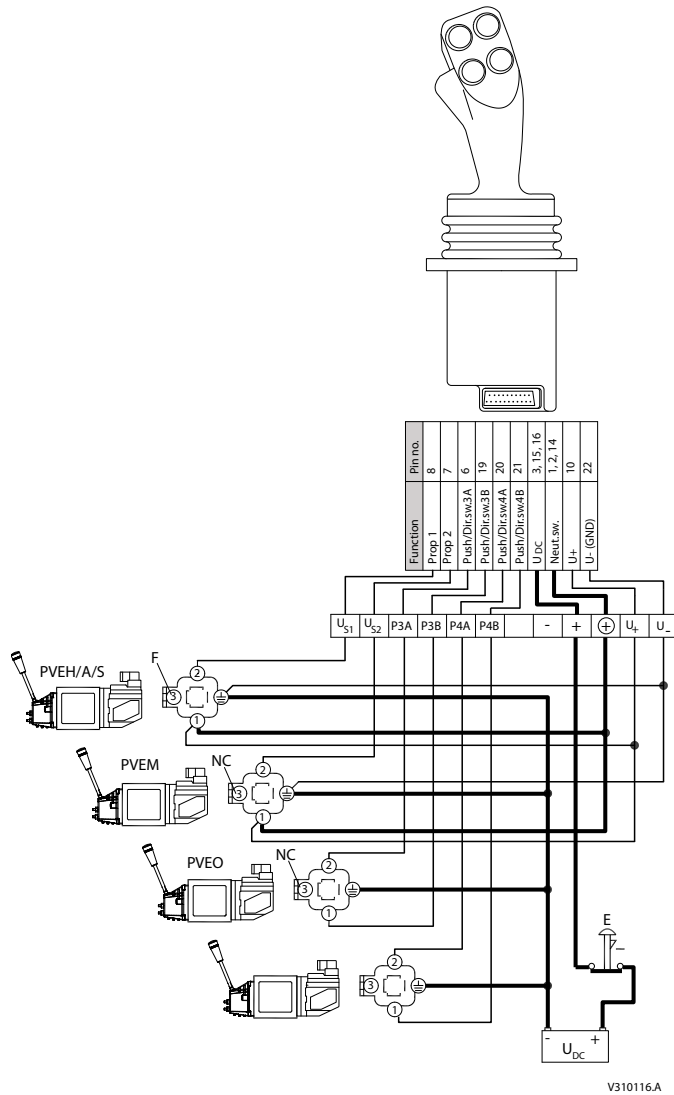 Function
Pin no.
Prop 1
8
Prop 2
7
Push/Dir.sw.3A
6
Push/Dir.sw.3B
19
Push/Dir.sw.4A
20
Push/Dir.sw.4B
21
U DC
3, 15, 16
Neut.sw.
1, 2, 14
U+
10
U- (GND)
22
US1 US2 P3A P3B P4A P4B - + + U+ U-
PVEH/A/S
F
2
3
1
PVEM
NC
2
3
1
PVEO
NC
2
3
1
2
3
1
E
- +
UDC
V310116.A